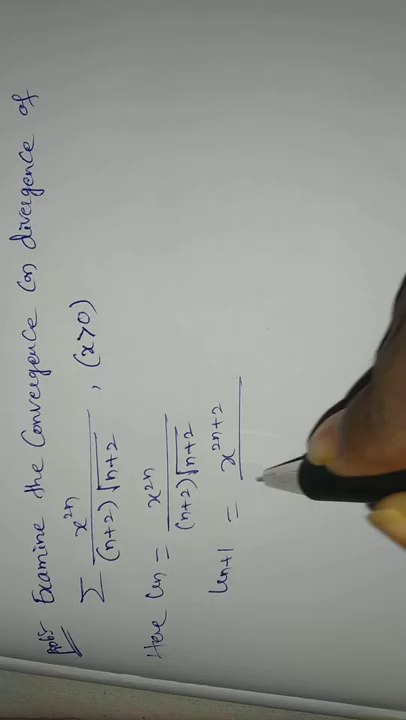 Prob:- Examine the Convergence (or) divergence of
∑ x^{2n} / (n+2)√(n+2) , (x>0)
Here u_n = x^{2n} / (n+2)√(n+2)
u_{n+1} = x^{2n+2}